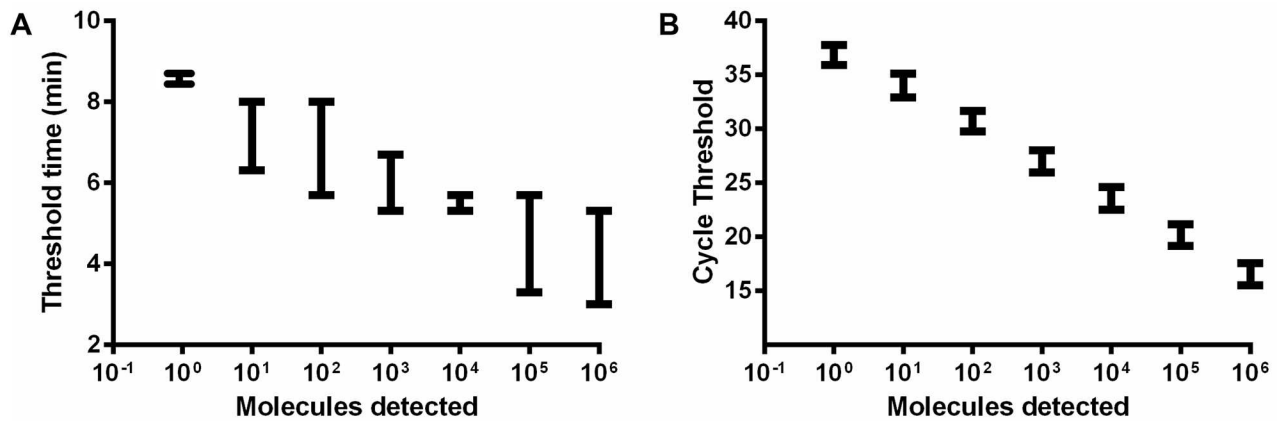 A
Threshold time (min)
10
8
6
4
2
10⁻¹ 10⁰ 10¹ 10² 10³ 10⁴ 10⁵ 10⁶
Molecules detected
B
Cycle Threshold
40
35
30
25
20
15
10⁻¹ 10⁰ 10¹ 10² 10³ 10⁴ 10⁵ 10⁶
Molecules detected